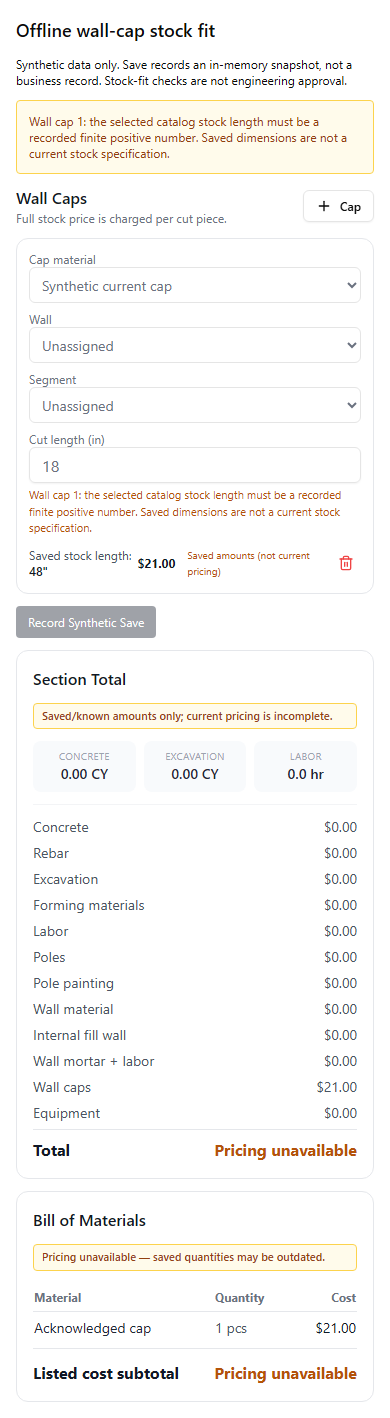 Offline wall-cap stock fit
Synthetic data only. Save records an in-memory snapshot, not a
business record. Stock-fit checks are not engineering approval.
Wall cap 1: the selected catalog stock length must be a
recorded finite positive number. Saved dimensions are not a
current stock specification.
Wall Caps
Full stock price is charged per cut piece.
+ Cap
Cap material
Synthetic current cap
Wall
Unassigned
Segment
Unassigned
Cut length (in)
18
Wall cap 1: the selected catalog stock length must be a recorded
finite positive number. Saved dimensions are not a current stock
specification.
Saved stock length:
48"
$21.00
Saved amounts (not current
pricing)
Record Synthetic Save
Section Total
Saved/known amounts only; current pricing is incomplete.
CONCRETE
0.00 CY
EXCAVATION
0.00 CY
LABOR
0.0 hr
Concrete $0.00
Rebar $0.00
Excavation $0.00
Forming materials $0.00
Labor $0.00
Poles $0.00
Pole painting $0.00
Wall material $0.00
Internal fill wall $0.00
Wall mortar + labor $0.00
Wall caps $21.00
Equipment $0.00
Total Pricing unavailable
Bill of Materials
Pricing unavailable — saved quantities may be outdated.
Material Quantity Cost
Acknowledged cap 1 pcs $21.00
Listed cost subtotal Pricing unavailable